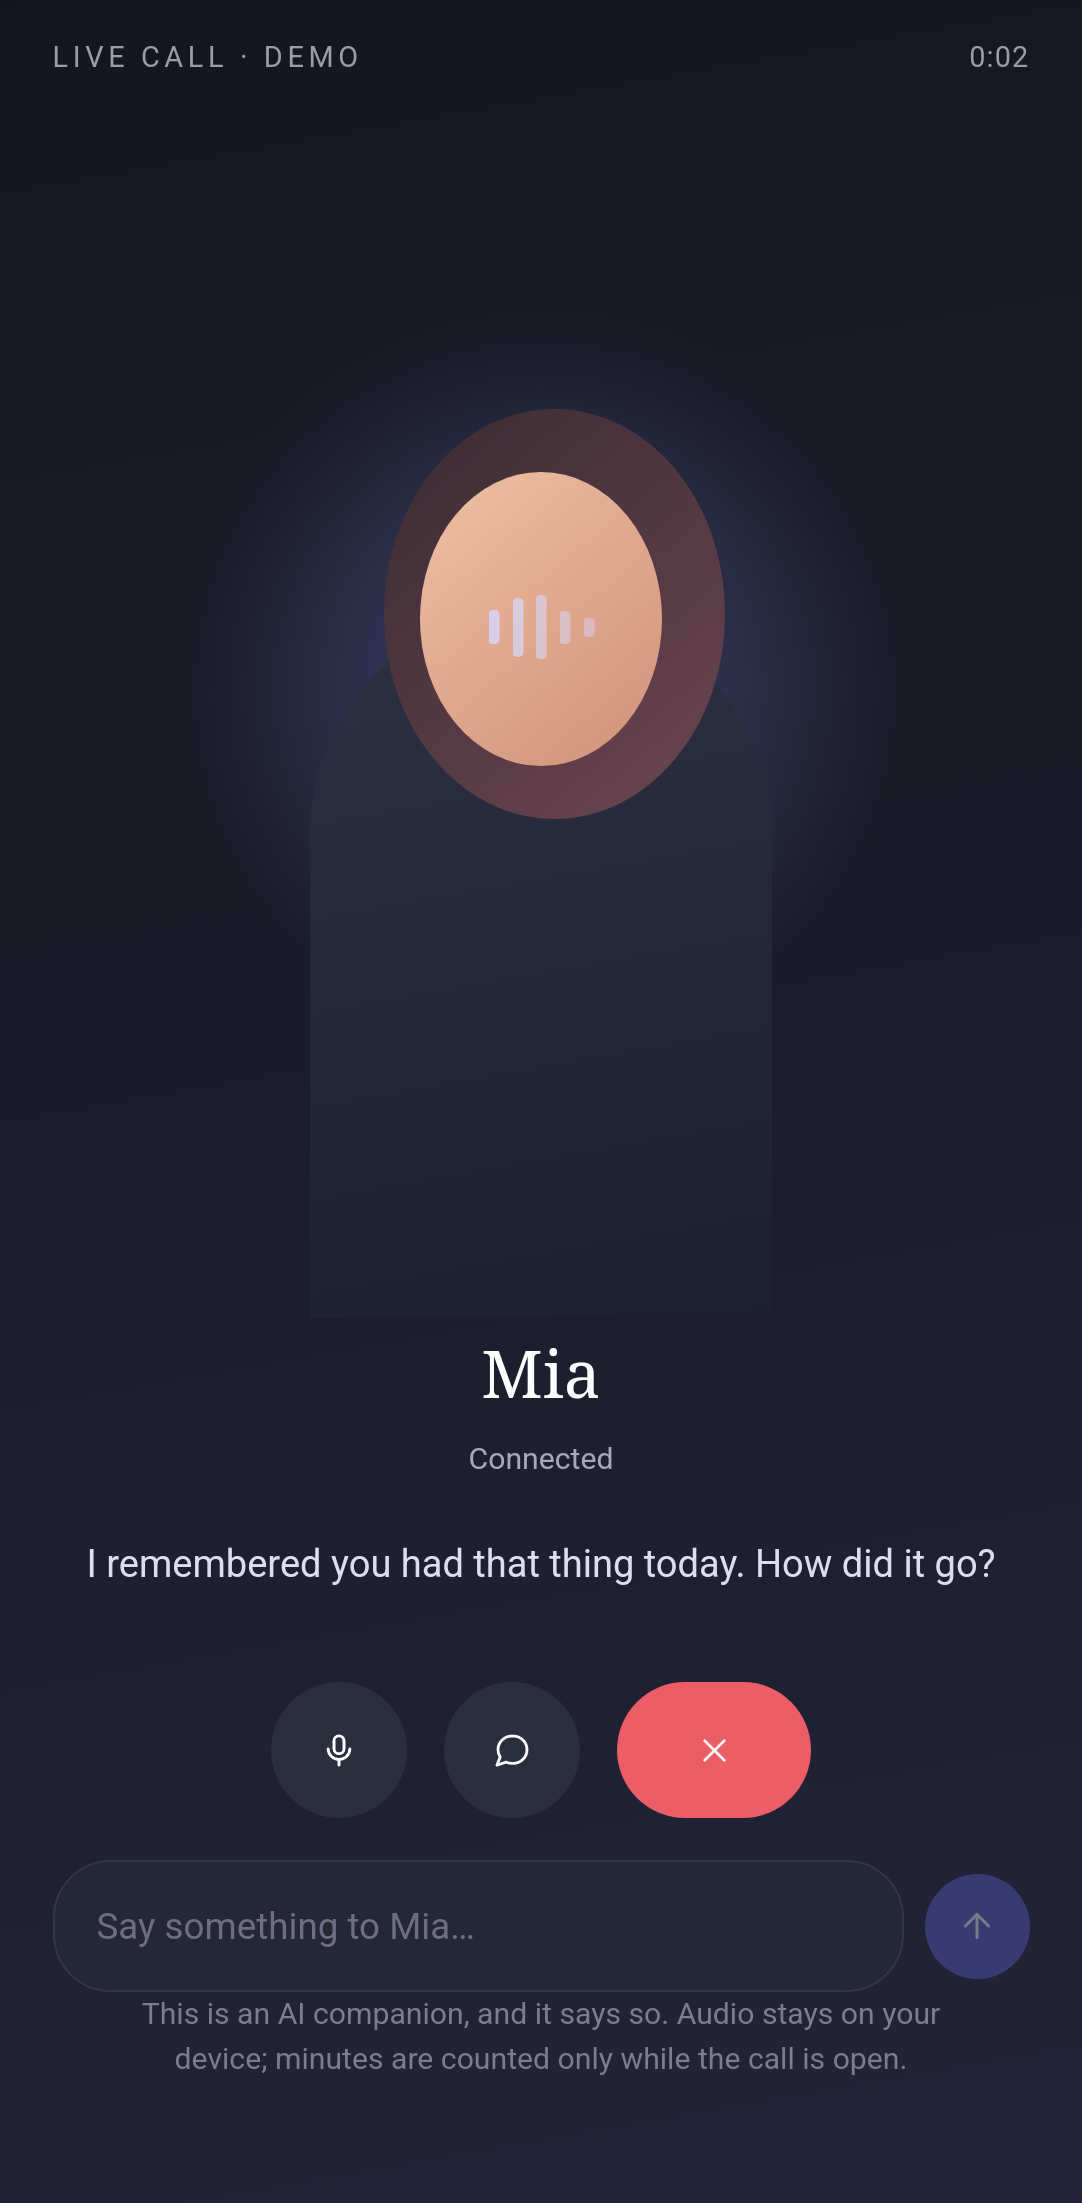 LIVE CALL · DEMO
0:02
Mia
Connected
I remembered you had that thing today. How did it go?
Say something to Mia…
This is an AI companion, and it says so. Audio stays on your
device; minutes are counted only while the call is open.